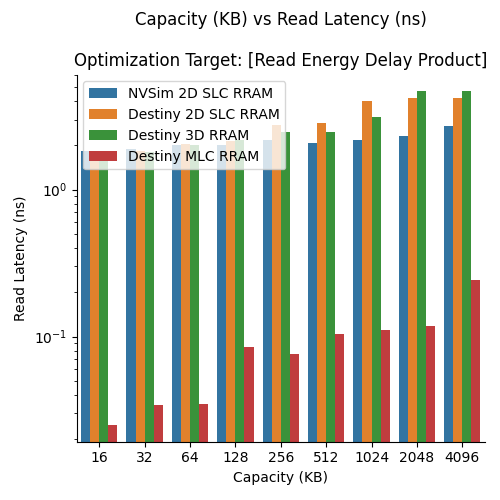 Capacity (KB) vs Read Latency (ns)
Optimization Target: [Read Energy Delay Product]
NVSim 2D SLC RRAM
Destiny 2D SLC RRAM
Destiny 3D RRAM
Destiny MLC RRAM
10⁰
10⁻¹
Read Latency (ns)
16 32 64 128 256 512 1024 2048 4096
Capacity (KB)